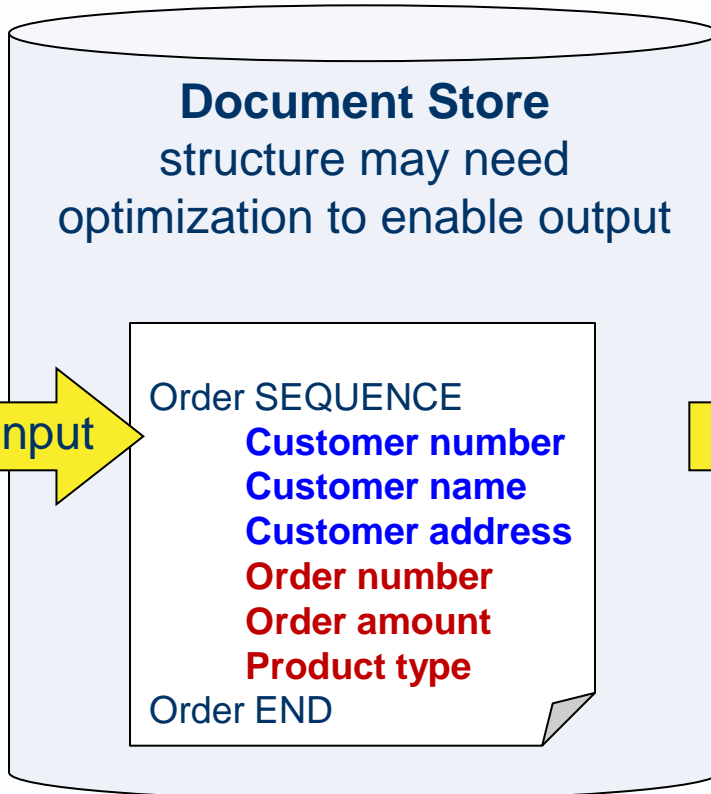 Document Store
structure may need
optimization to enable output
Order SEQUENCE
nput
Customer number
Customer name
Customer address
Order number
Order amount
Product type
Order END